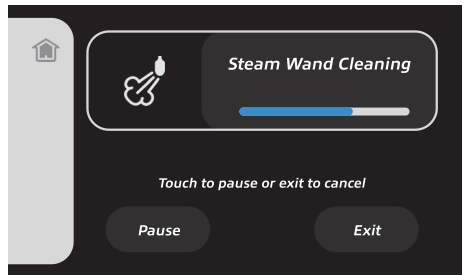 Steam Wand Cleaning
Touch to pause or exit to cancel
Pause
Exit